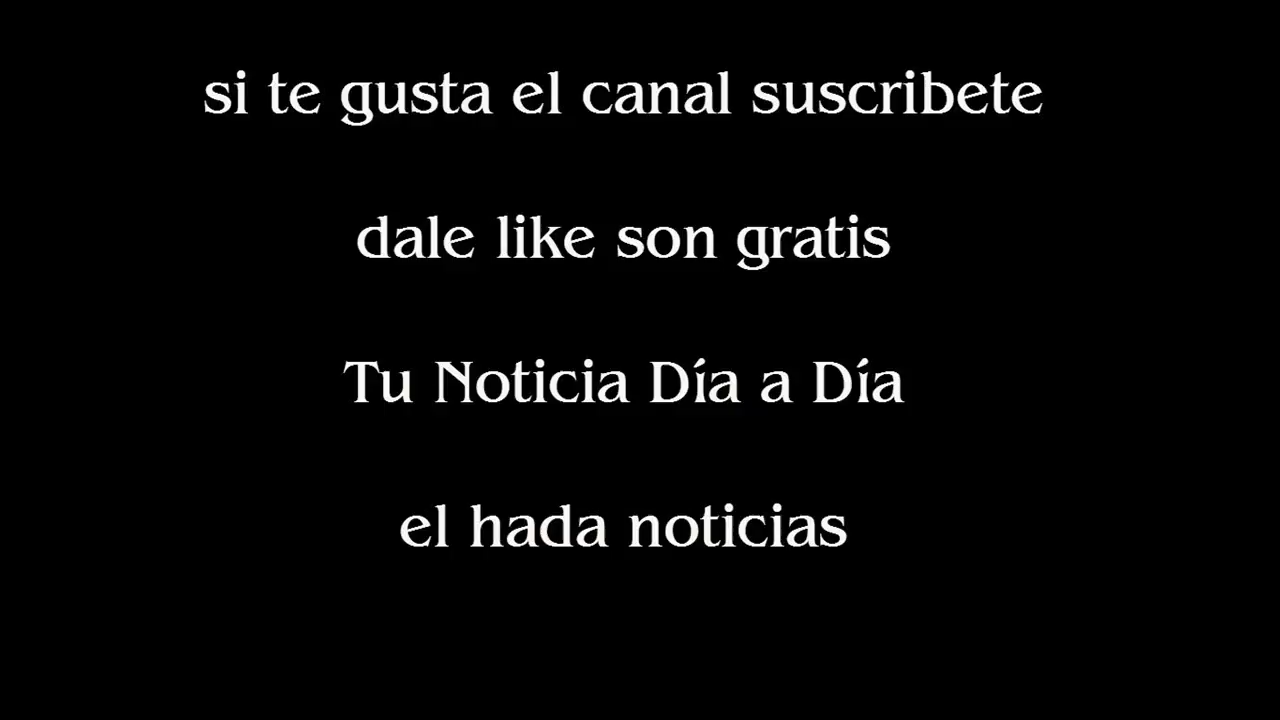 si te gusta el canal suscribete
dale like son gratis
Tu Noticia Día a Día
el hada noticias